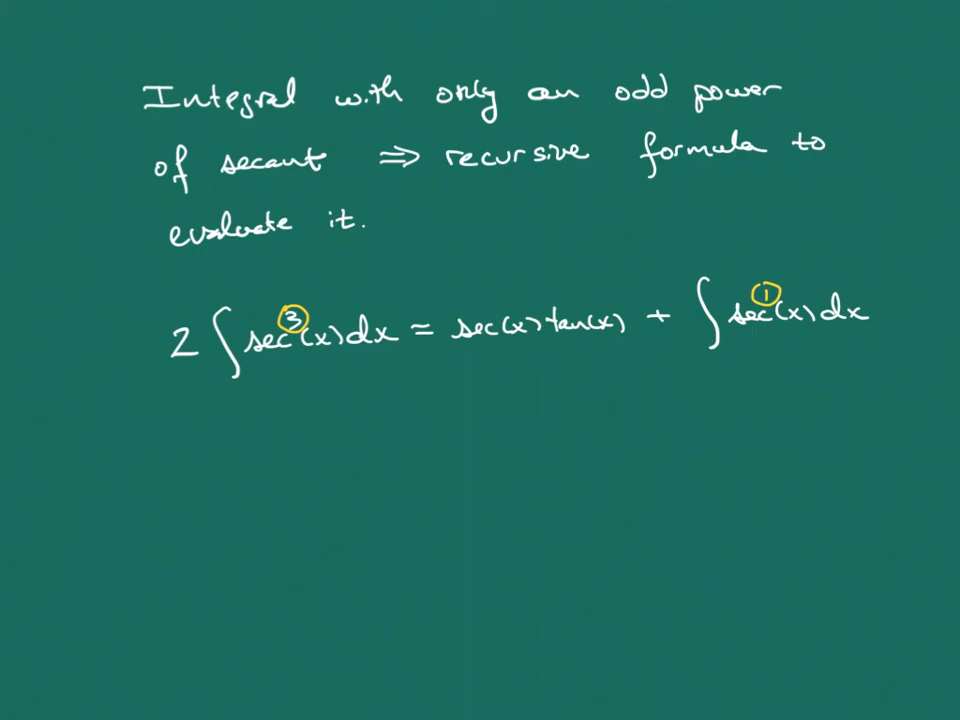 Integral with only an odd power
of secant ⇒ recursive formula to
evaluate it.
2 ∫ sec³(x) dx = sec(x) tan(x) + ∫ sec¹(x) dx